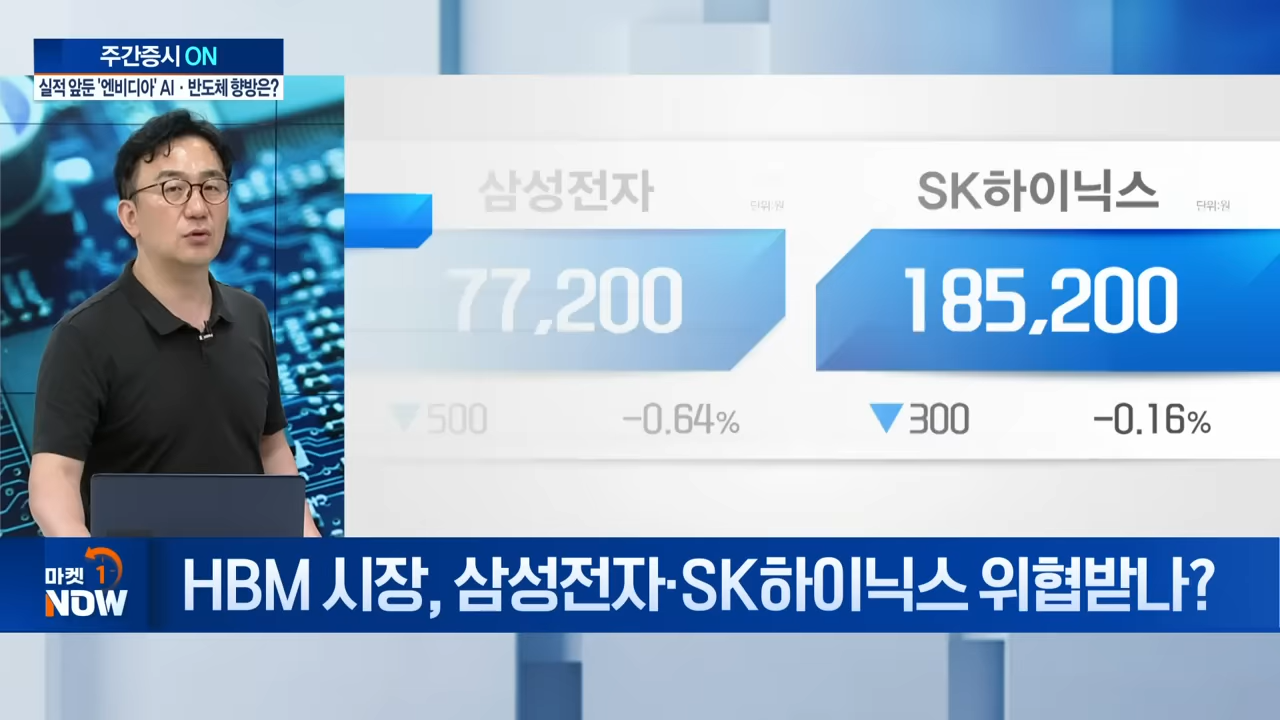 주간증시 ON
실적 앞둔 '엔비디아' AI · 반도체 향방은?
삼성전자
단위:원
77,200
▼500
-0.64%
SK하이닉스
단위:원
185,200
▼300
-0.16%
마켓 1
NOW
HBM 시장, 삼성전자·SK하이닉스 위협받나?